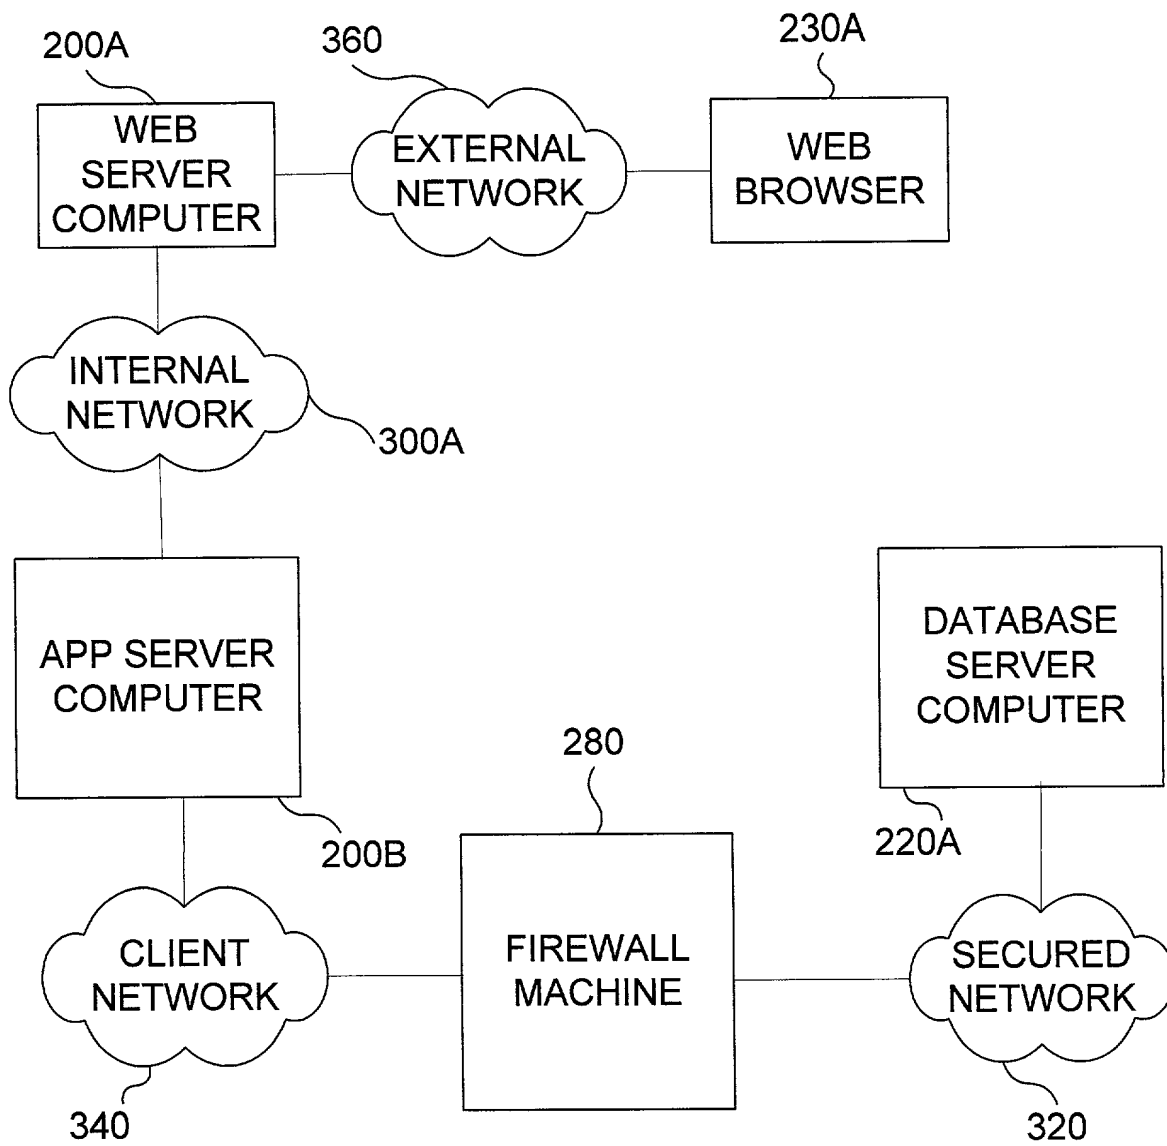 200A
360
230A
WEB
SERVER
COMPUTER
EXTERNAL
NETWORK
WEB
BROWSER
INTERNAL
NETWORK
300A
APP SERVER
COMPUTER
DATABASE
SERVER
COMPUTER
280
200B
220A
CLIENT
NETWORK
FIREWALL
MACHINE
SECURED
NETWORK
340
320